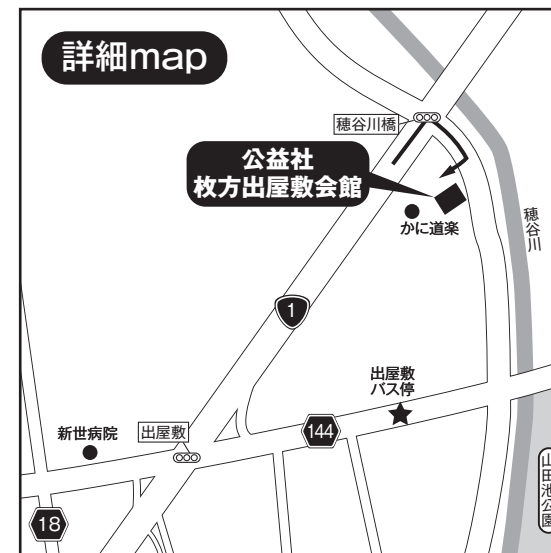 詳細map
穂谷川橋
公益社
枚方出屋敷会館
かに道楽
穂谷川
1
出屋敷
バス停
新世病院
出屋敷
144
山田池公園
18